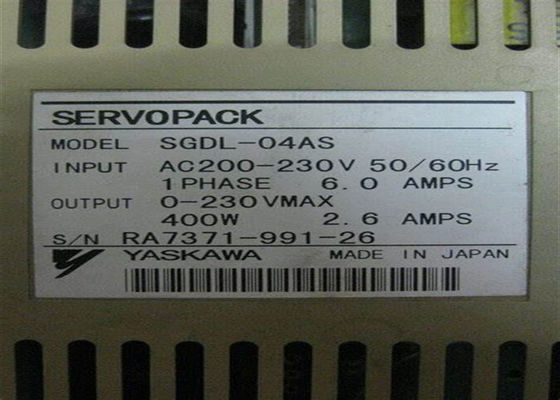 SERVOPACK
MODEL SGDL-04AS
INPUT AC200-230V 50/60Hz
1PHASE 6.0 AMPS
OUTPUT 0-230VMAX
400W 2.6 AMPS
S/N RA7371-991-26
YASKAWA MADE IN JAPAN